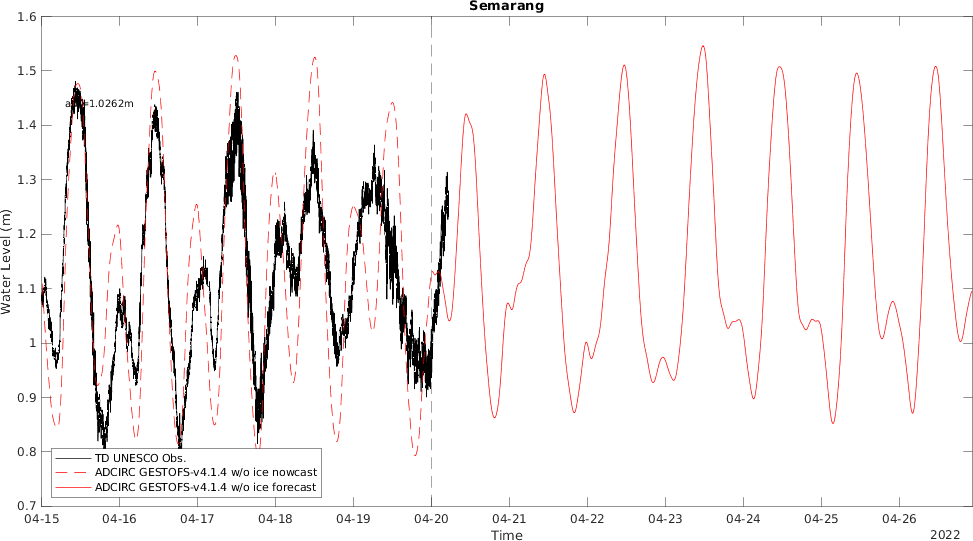 Semarang
1.6
1.5
1.4
1.3
1.2
1.1
1
0.9
0.8
0.7
Water Level (m)
=1.0262m
TD UNESCO Obs.
ADCIRC GESTOFS-v4.1.4 w/o ice nowcast
ADCIRC GESTOFS-v4.1.4 w/o ice forecast
04-15 04-16 04-17 04-18 04-19 04-20 04-21 04-22 04-23 04-24 04-25 04-26
Time
2022